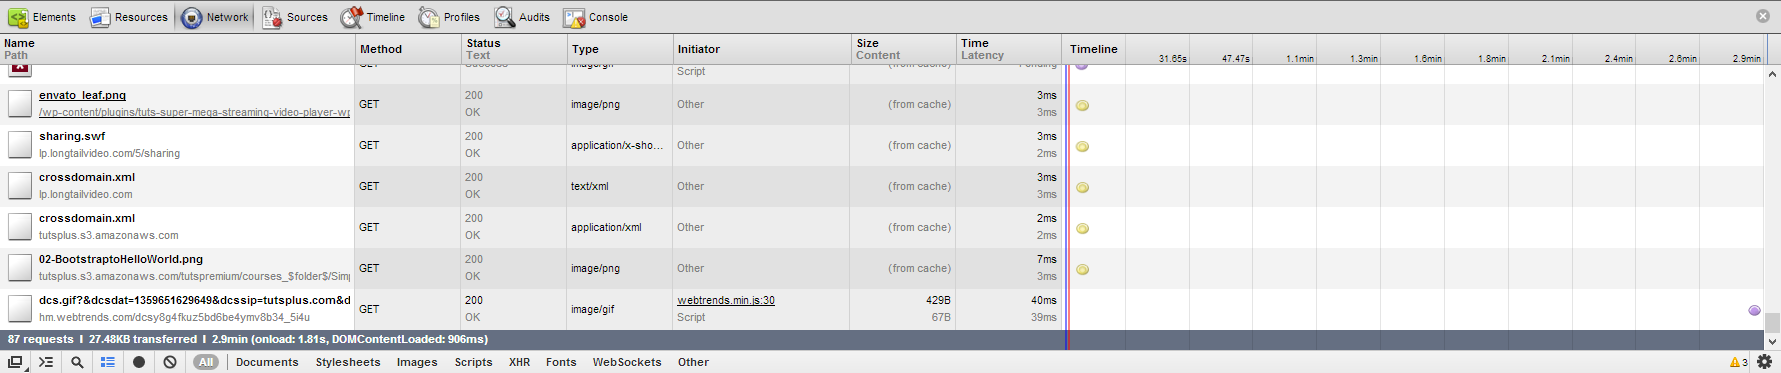 Elements Resources Network Sources Timeline Profiles Audits Console
Name Method Status Type Initiator Size Time Timeline 31.65s 47.47s 1.1min 1.3min 1.6min 1.8min 2.1min 2.4min 2.6min 2.9min
Path Text Content Latency
GET Success image/gif Script (from cache) Pending
envato_leaf.png GET 200 image/png Other (from cache) 3ms
/wp-content/plugins/tuts-super-mega-streaming-video-player-wp OK 3ms
sharing.swf GET 200 application/x-sho... Other (from cache) 3ms
lp.longtailvideo.com/5/sharing OK 2ms
crossdomain.xml GET 200 text/xml Other (from cache) 3ms
lp.longtailvideo.com OK 3ms
crossdomain.xml GET 200 application/xml Other (from cache) 2ms
tutsplus.s3.amazonaws.com OK 2ms
02-BootstraptoHelloWorld.png GET 200 image/png Other (from cache) 7ms
tutsplus.s3.amazonaws.com/tutspremium/courses_$folder$/Simp OK 3ms
dcs.gif?&dcsdat=1359651629649&dcssip=tutsplus.com&d GET 200 image/gif webtrends.min.js:30 429B 40ms
hm.webtrends.com/dcsy8g4fkuz5bd6be4ymv8b34_5i4u OK Script 67B 39ms
87 requests | 27.48KB transferred | 2.9min (onload: 1.81s, DOMContentLoaded: 906ms)
All Documents Stylesheets Images Scripts XHR Fonts WebSockets Other 3